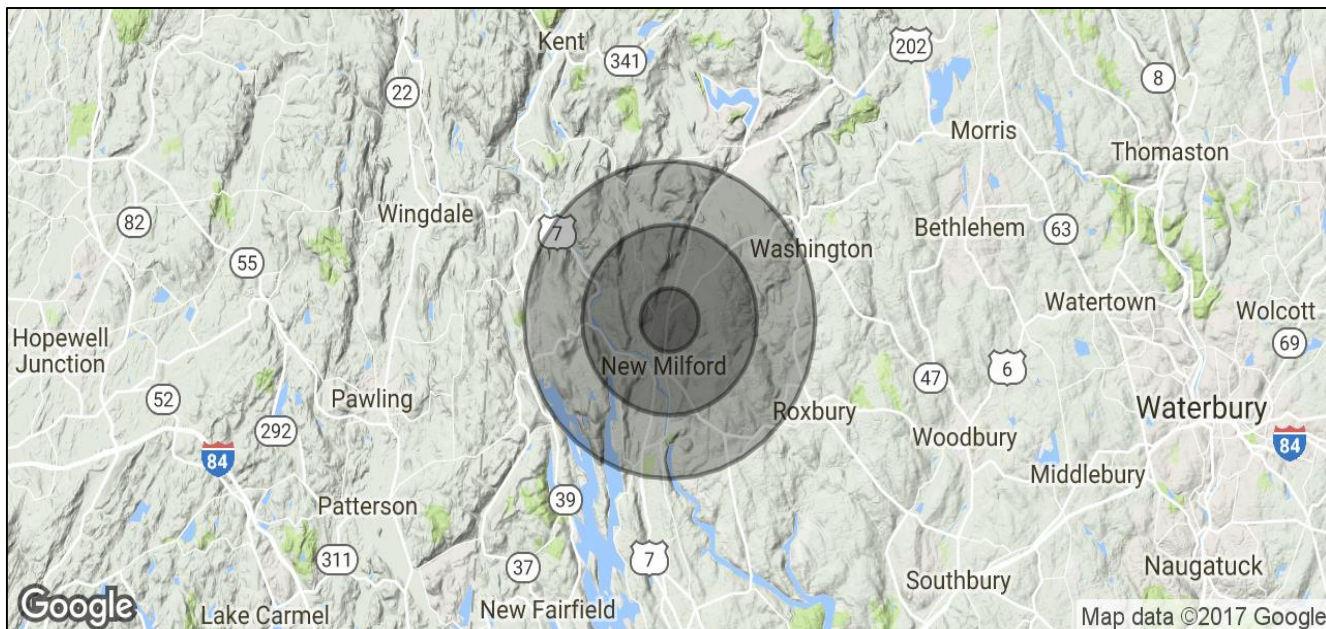 Kent
341
202
22
8
Morris
Thomaston
Wingdale
82
7
Bethlehem
63
Washington
55
Watertown
Wolcott
Hopewell
Junction
69
New Milford
6
47
52
Pawling
Roxbury
Waterbury
292
Woodbury
84
84
Middlebury
39
Patterson
311
37
7
Naugatuck
Southbury
Google
Lake Carmel
New Fairfield
Map data ©2017 Google